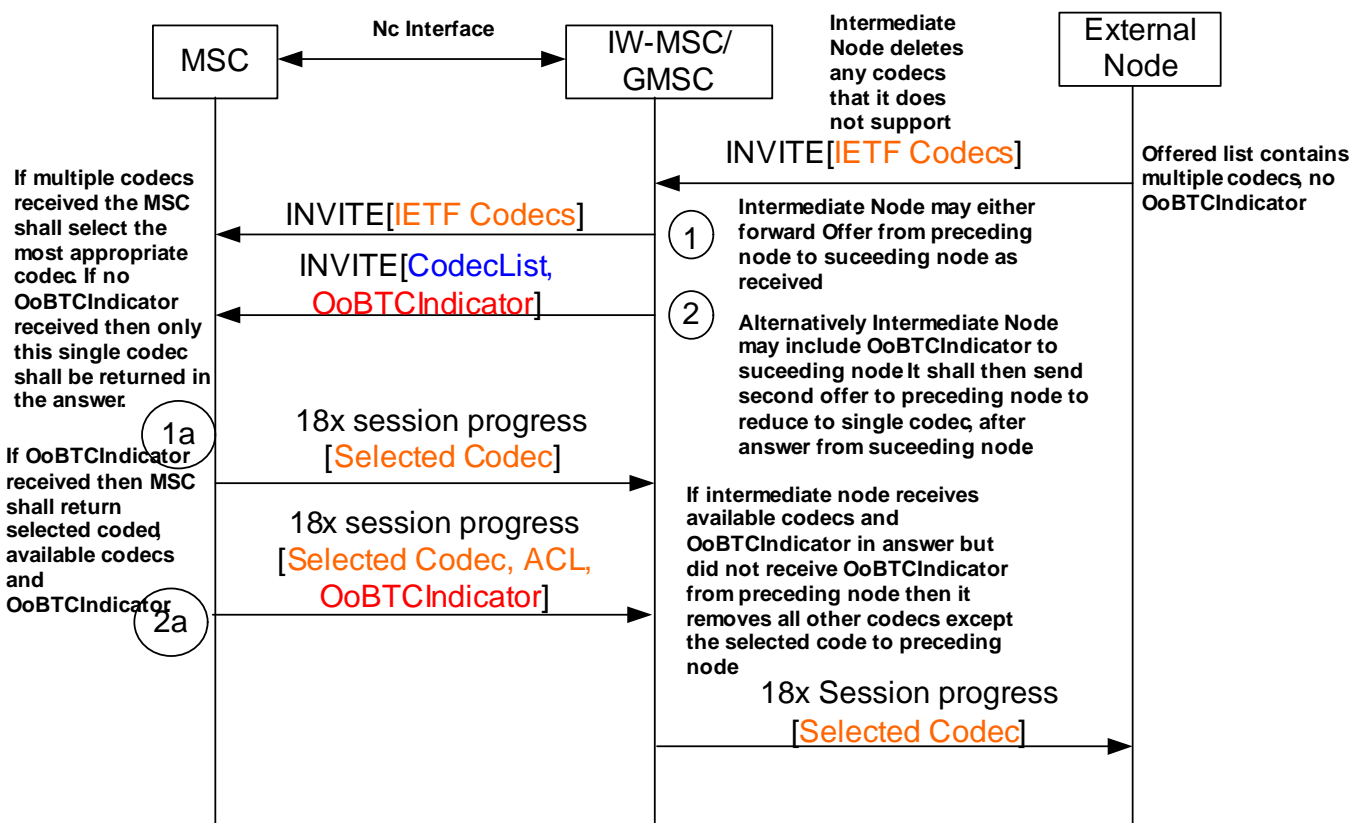 MSC
Nc Interface
IW-MSC/
GMSC
Intermediate
Node deletes
any codecs
that it does
not support
External
Node
INVITE[IETF Codecs]
Offered list contains
multiple codecs, no
OoBTCIndicator
If multiple codecs
received the MSC
shall select the
most appropriate
codec. If no
OoBTCIndicator
received then only
this single codec
shall be returned in
the answer.
INVITE[IETF Codecs]
1
Intermediate Node may either
forward Offer from preceding
node to suceeding node as
received
INVITE[CodecList,
OoBTCIndicator]
2
Alternatively Intermediate Node
may include OoBTCIndicator to
suceeding node It shall then send
second offer to preceding node to
reduce to single codec, after
answer from suceeding node
1a
18x session progress
[Selected Codec]
If OoBTCIndicator
received then MSC
shall return
selected coded,
available codecs
and
OoBTCIndicator
2a
18x session progress
[Selected Codec, ACL,
OoBTCIndicator]
If intermediate node receives
available codecs and
OoBTCIndicator in answer but
did not receive OoBTCIndicator
from preceding node then it
removes all other codecs except
the selected code to preceding
node
18x Session progress
[Selected Codec]